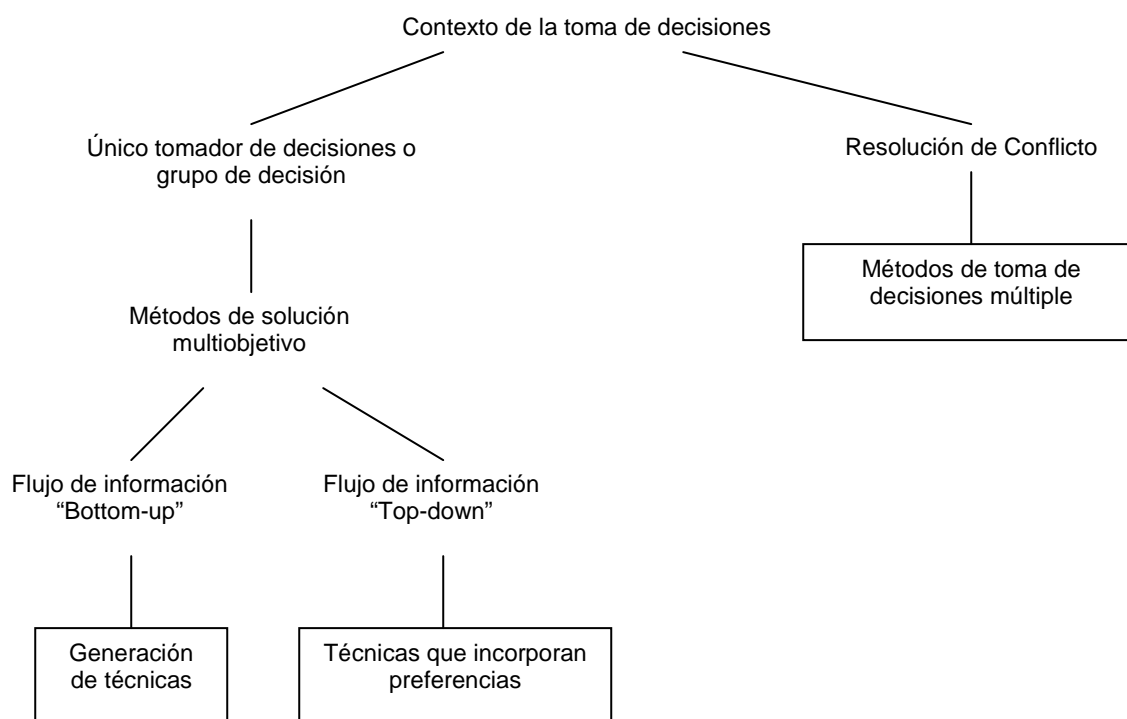 Contexto de la toma de decisiones
Único tomador de decisiones o
grupo de decisión
Resolución de Conflicto
Métodos de toma de
decisiones múltiple
Métodos de solución
multiobjetivo
Flujo de información
“Bottom-up”
Flujo de información
“Top-down”
Generación
de técnicas
Técnicas que incorporan
preferencias